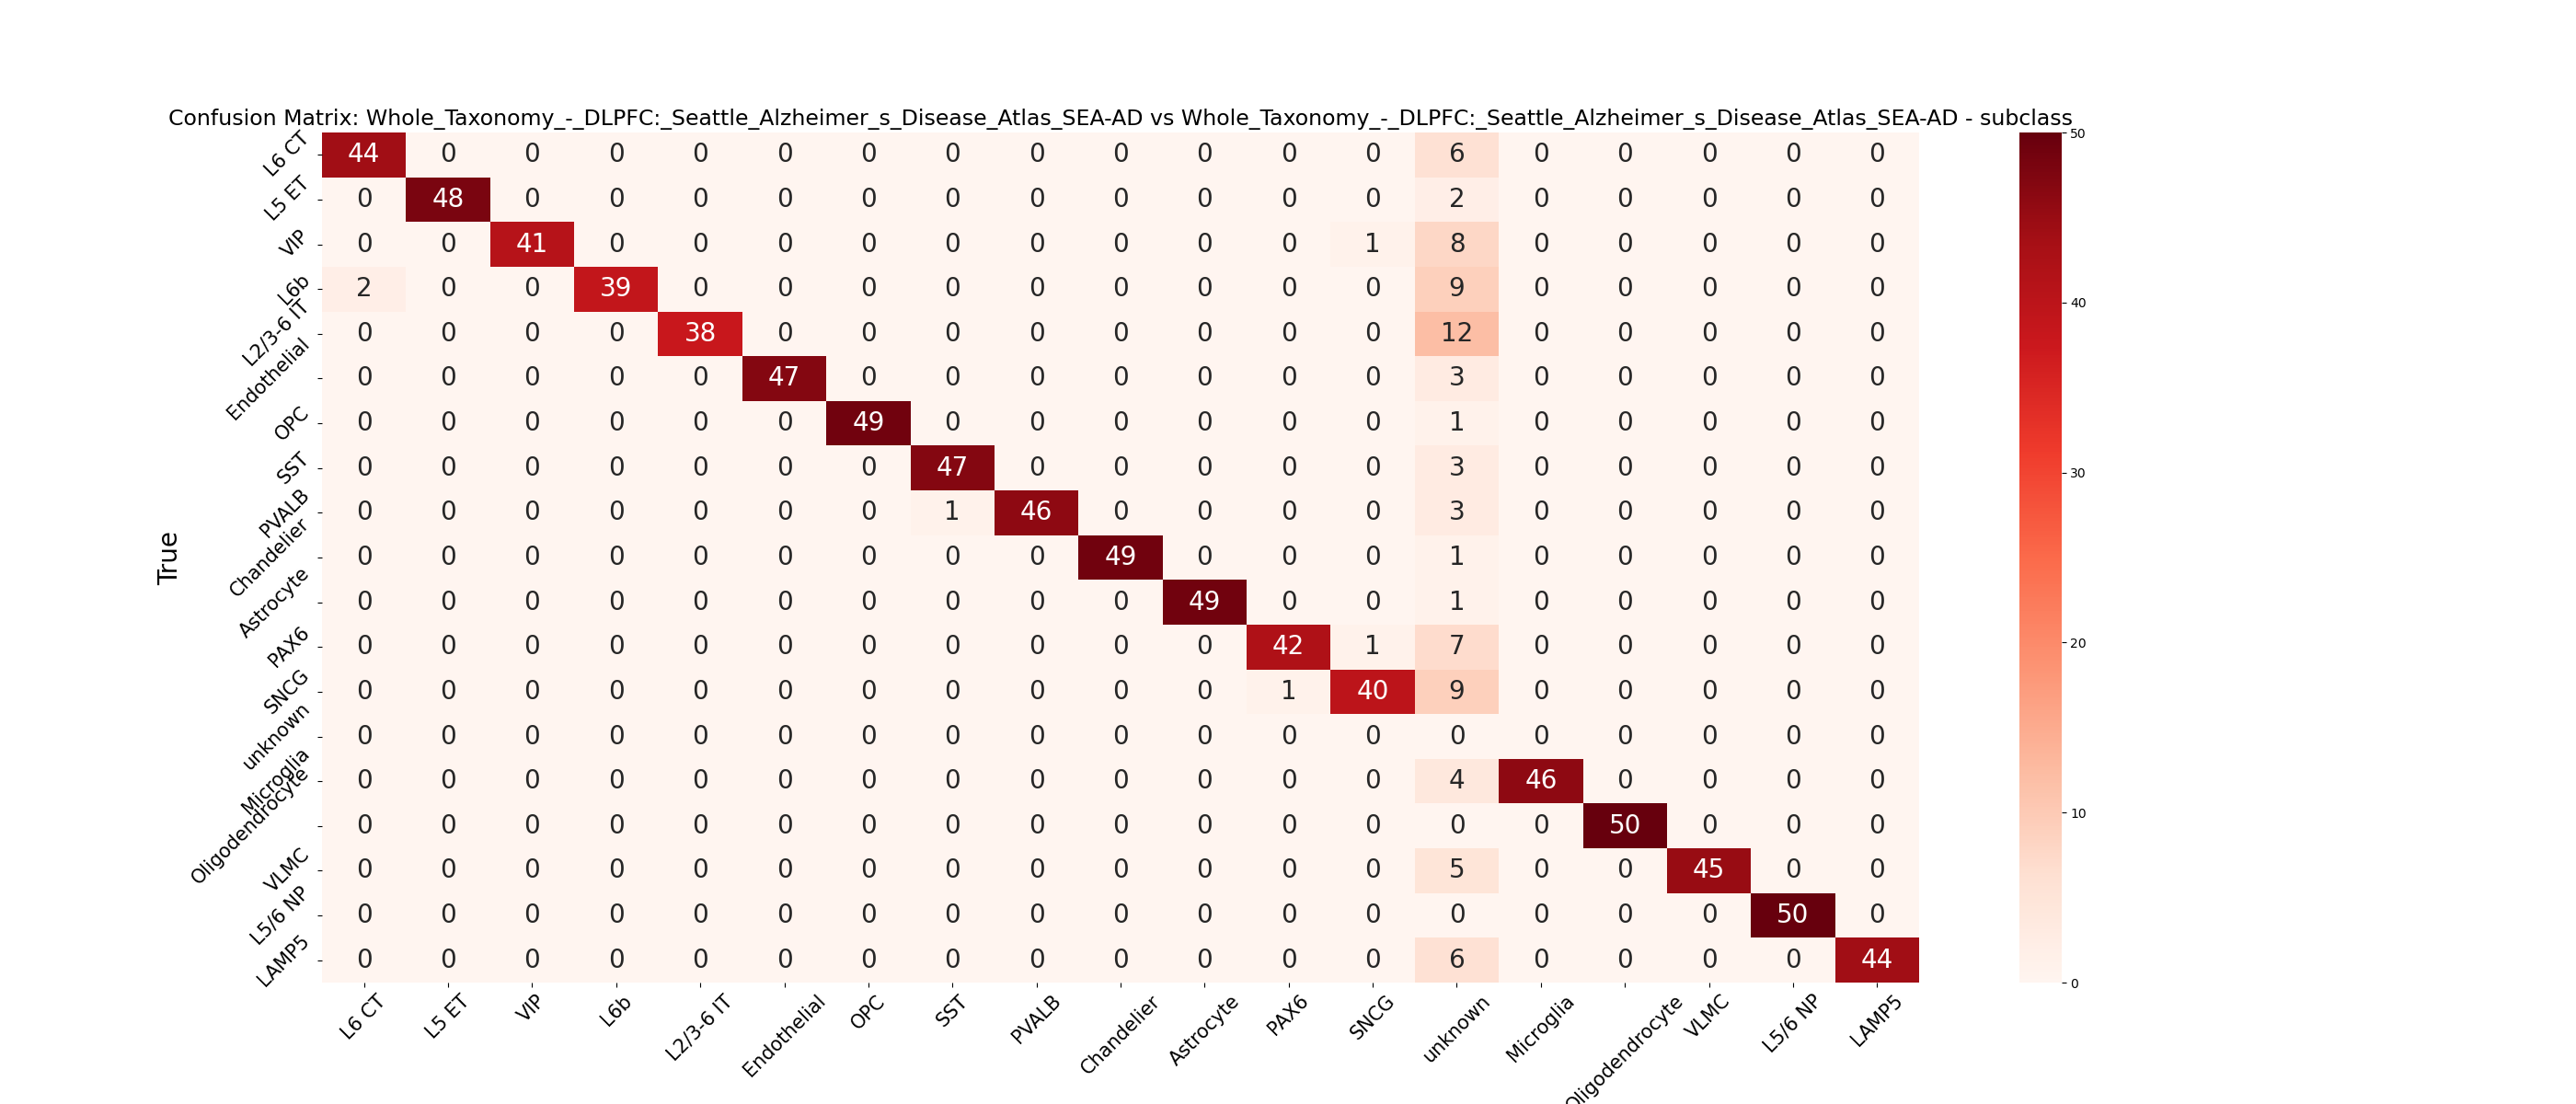 Confusion Matrix: Whole_Taxonomy_-_DLPFC:_Seattle_Alzheimer_s_Disease_Atlas_SEA-AD vs Whole_Taxonomy_-_DLPFC:_Seattle_Alzheimer_s_Disease_Atlas_SEA-AD - subclass
True
L6 CT 44 0 0 0 0 0 0 0 0 0 0 0 0 6 0 0 0 0 0
L5 ET 0 48 0 0 0 0 0 0 0 0 0 0 0 2 0 0 0 0 0
VIP 0 0 41 0 0 0 0 0 0 0 0 0 1 8 0 0 0 0 0
L6b 2 0 0 39 0 0 0 0 0 0 0 0 0 9 0 0 0 0 0
L2/3-6 IT 0 0 0 0 38 0 0 0 0 0 0 0 0 12 0 0 0 0 0
Endothelial 0 0 0 0 0 47 0 0 0 0 0 0 0 3 0 0 0 0 0
OPC 0 0 0 0 0 0 49 0 0 0 0 0 0 1 0 0 0 0 0
SST 0 0 0 0 0 0 0 47 0 0 0 0 0 3 0 0 0 0 0
PVALB 0 0 0 0 0 0 0 1 46 0 0 0 0 3 0 0 0 0 0
Chandelier 0 0 0 0 0 0 0 0 0 49 0 0 0 1 0 0 0 0 0
Astrocyte 0 0 0 0 0 0 0 0 0 0 49 0 0 1 0 0 0 0 0
PAX6 0 0 0 0 0 0 0 0 0 0 0 42 1 7 0 0 0 0 0
SNCG 0 0 0 0 0 0 0 0 0 0 0 1 40 9 0 0 0 0 0
unknown 0 0 0 0 0 0 0 0 0 0 0 0 0 0 0 0 0 0 0
Microglia 0 0 0 0 0 0 0 0 0 0 0 0 0 4 46 0 0 0 0
Oligodendrocyte 0 0 0 0 0 0 0 0 0 0 0 0 0 0 0 50 0 0 0
VLMC 0 0 0 0 0 0 0 0 0 0 0 0 0 5 0 0 45 0 0
L5/6 NP 0 0 0 0 0 0 0 0 0 0 0 0 0 0 0 0 0 50 0
LAMP5 0 0 0 0 0 0 0 0 0 0 0 0 0 6 0 0 0 0 44
L6 CT L5 ET VIP L6b L2/3-6 IT Endothelial OPC SST PVALB Chandelier Astrocyte PAX6 SNCG unknown Microglia Oligodendrocyte VLMC L5/6 NP LAMP5
50
40
30
20
10
0